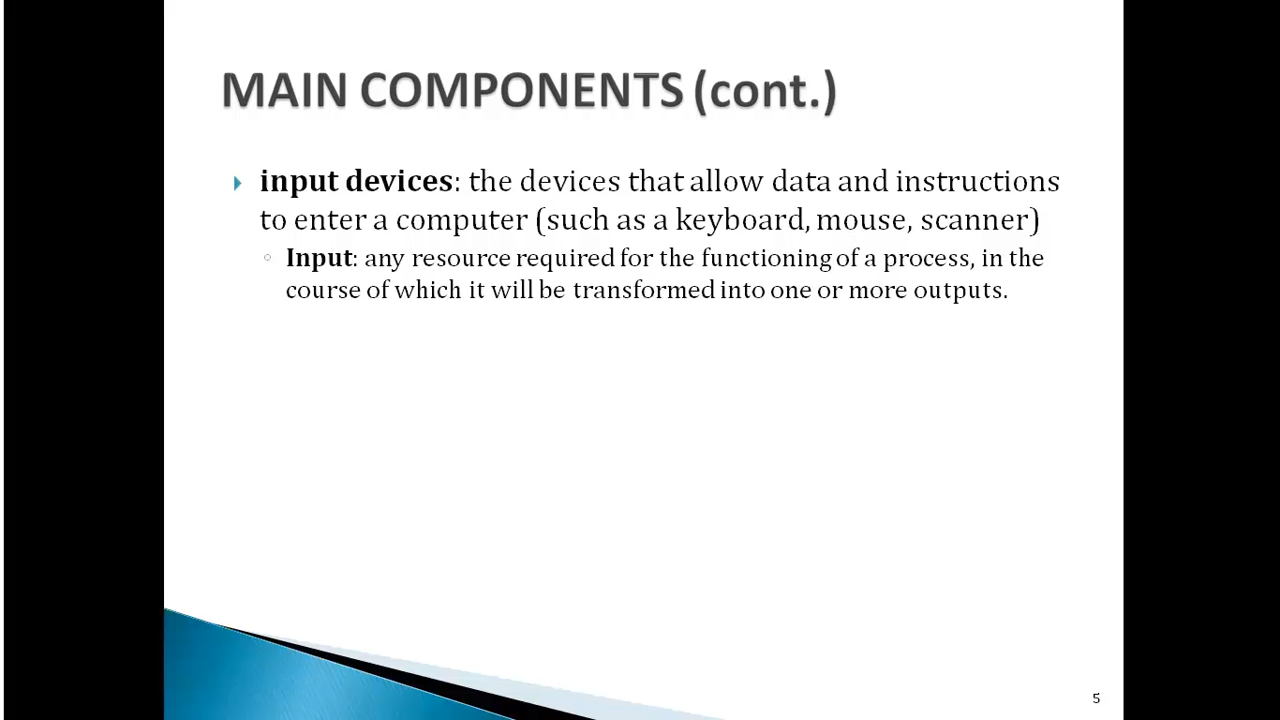 MAIN COMPONENTS (cont.)
input devices: the devices that allow data and instructions
to enter a computer (such as a keyboard, mouse, scanner)
Input: any resource required for the functioning of a process, in the
course of which it will be transformed into one or more outputs.
5